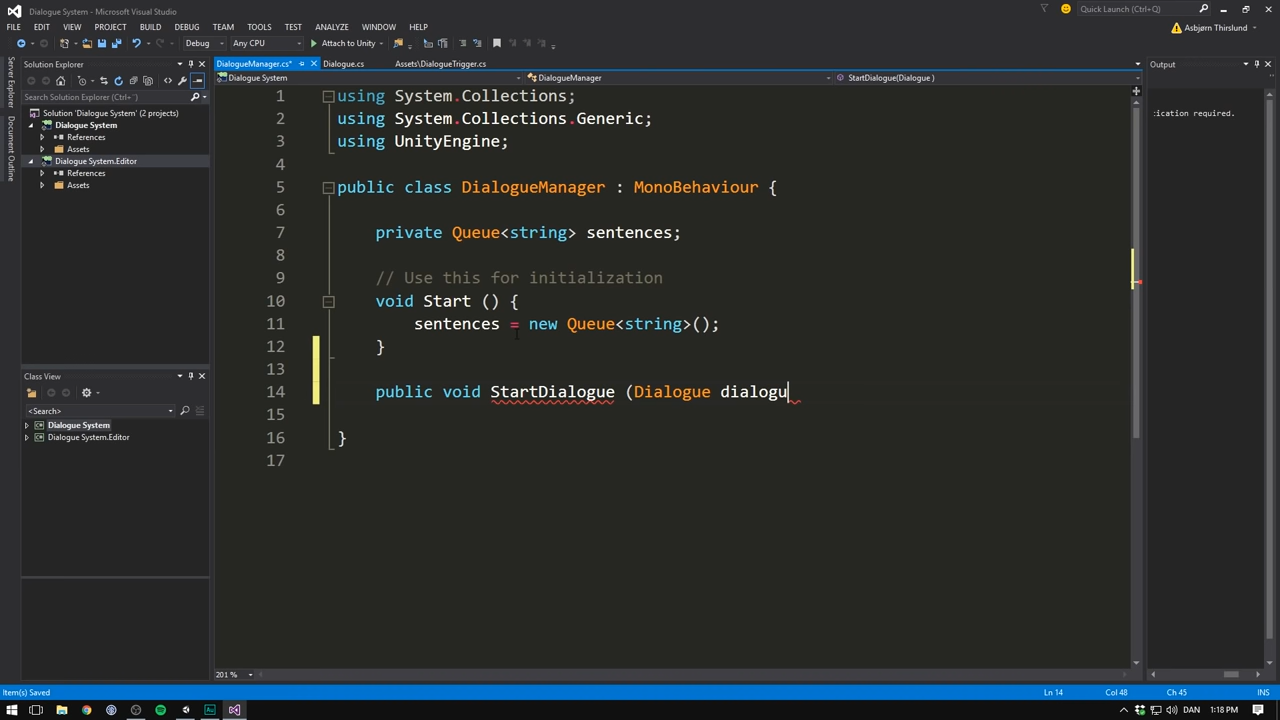 Dialogue System - Microsoft Visual Studio
Quick Launch (Ctrl+Q)
FILE EDIT VIEW PROJECT BUILD DEBUG TEAM TOOLS TEST ANALYZE WINDOW HELP
Asbjørn Thirslund
Debug Any CPU Attach to Unity
Server Explorer
Document Outline
Solution Explorer
Search Solution Explorer (Ctrl+')
Solution 'Dialogue System' (2 projects)
Dialogue System
References
Assets
Dialogue System.Editor
References
Assets
Class View
<Search>
Dialogue System
Dialogue System.Editor
DialogueManager.cs* Dialogue.cs Assets\DialogueTrigger.cs
Dialogue System DialogueManager StartDialogue(Dialogue )
1 using System.Collections;
2 using System.Collections.Generic;
3 using UnityEngine;
4
5 public class DialogueManager : MonoBehaviour {
6
7 private Queue<string> sentences;
8
9 // Use this for initialization
10 void Start () {
11 sentences = new Queue<string>();
12 }
13
14 public void StartDialogue (Dialogue dialogu
15
16 }
17
201 %
Output
ication required.
Item(s) Saved Ln 14 Col 48 Ch 45 INS
DAN 1:18 PM